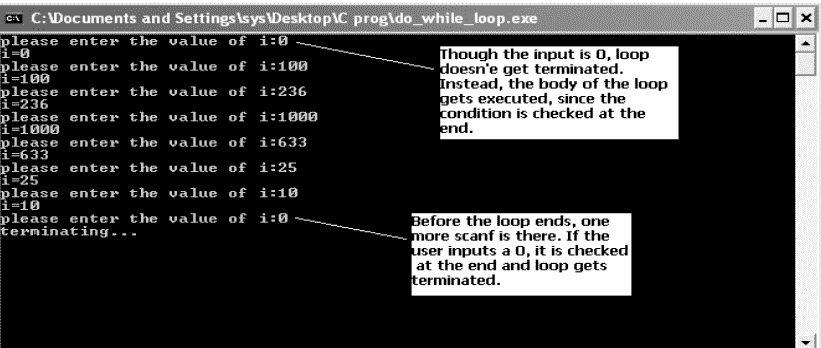 C:\Documents and Settings\sys\Desktop\C prog\do_while_loop.exe
please enter the value of i:0
i=0
please enter the value of i:100
i=100
please enter the value of i:236
i=236
please enter the value of i:1000
i=1000
please enter the value of i:633
i=633
please enter the value of i:25
i=25
please enter the value of i:10
i=10
please enter the value of i:0
terminating...
Though the input is 0, loop
doesn'e get terminated.
Instead, the body of the loop
gets executed, since the
condition is checked at the
end.
Before the loop ends, one
more scanf is there. If the
user inputs a 0, it is checked
at the end and loop gets
terminated.